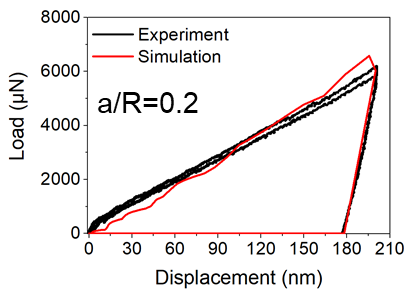 8000
6000
4000
2000
0
Load (μN)
Experiment
Simulation
a/R=0.2
0 30 60 90 120 150 180 210
Displacement (nm)